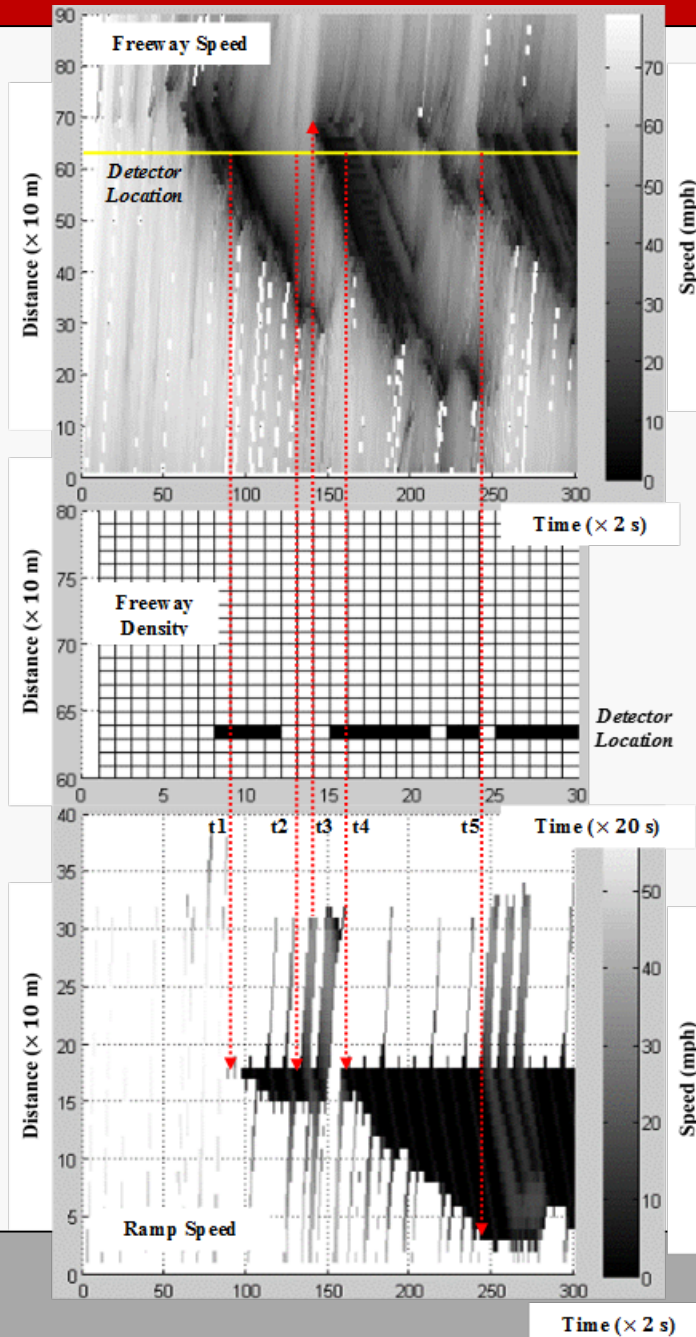 90
80
70
60
50
40
30
20
10
0
Freeway Speed
Detector
Location
Distance (× 10 m)
0 50 100 150 200 250 300
Time (× 2 s)
70
60
50
40
30
20
10
0
Speed (mph)
80
75
70
65
60
Freeway
Density
Distance (× 10 m)
Detector
Location
0 5 10 15 20 25 30
Time (× 20 s)
t1 t2 t3 t4 t5
40
35
30
25
20
15
10
5
0
Distance (× 10 m)
Ramp Speed
50
40
30
20
10
0
Speed (mph)
0 50 100 150 200 250 300
Time (× 2 s)